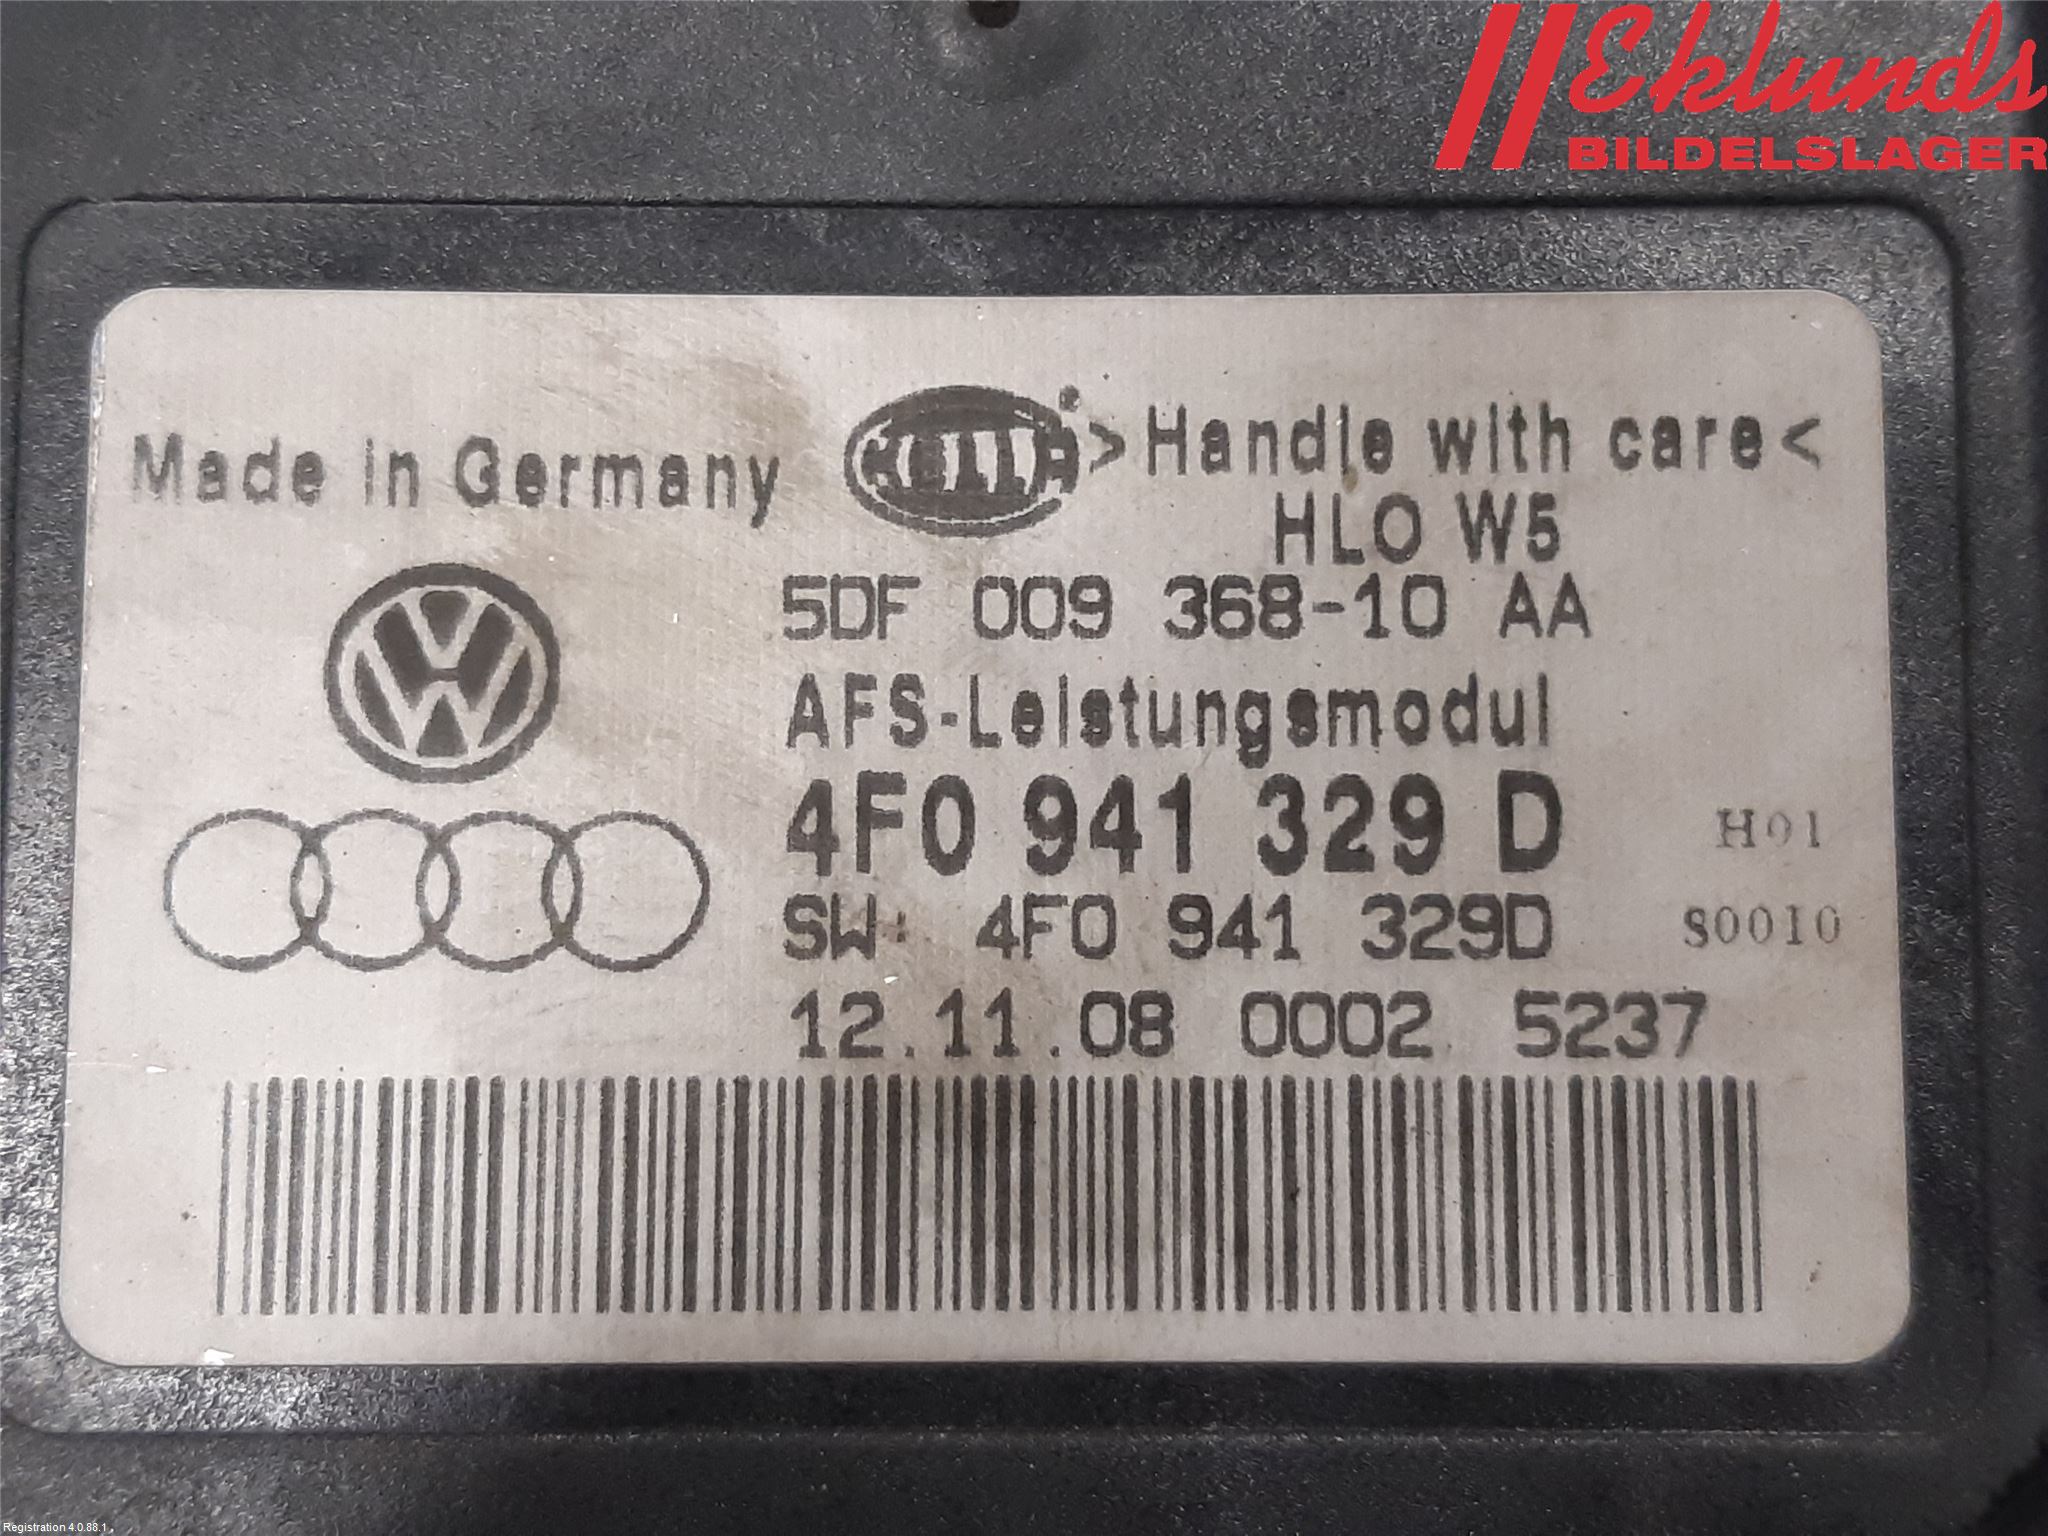 Eklunds
BILDELSLAGER
Made in Germany
HELLA
>Handle with care<
HLO W5
5DF 009 368-10 AA
AFS-Leistungsmodul
4F0 941 329 D
H01
SW: 4F0 941 329D
S0010
12.11.08 0002 5237
Registration 4.0.88.1